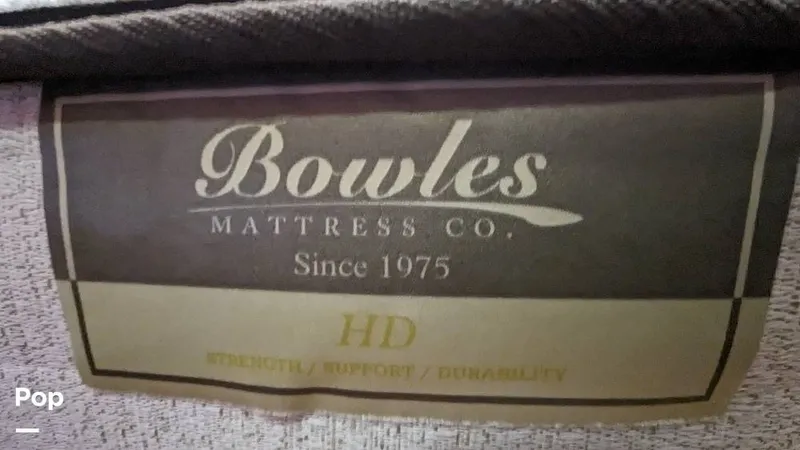 Bowles
MATTRESS CO.
Since 1975
HD
STRENGTH / SUPPORT / DURABILITY
Pop